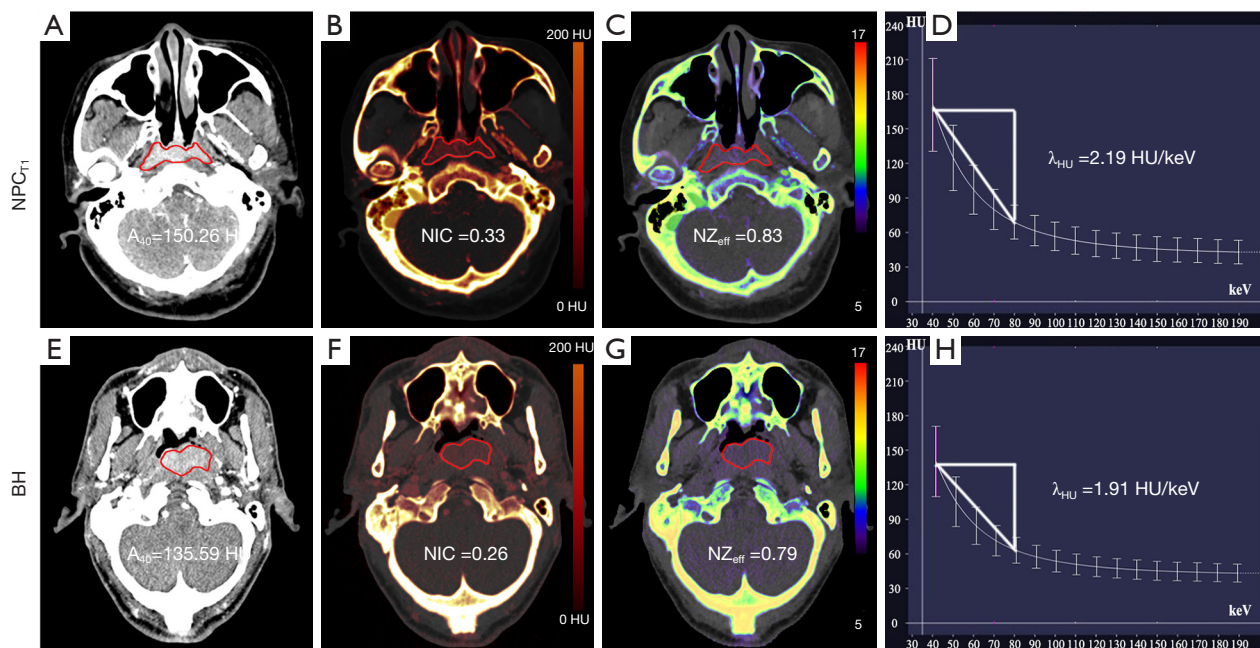 A
B
C
D
NPC_T1
A40=150.26 HU
200 HU
NIC =0.33
0 HU
17
NZeff =0.83
5
HU
240
210
180
150
120
90
60
30
0
λHU =2.19 HU/keV
keV
30 40 50 60 70 80 90 100 110 120 130 140 150 160 170 180 190
E
F
G
H
BH
A40=135.59 HU
200 HU
NIC =0.26
0 HU
17
NZeff =0.79
5
HU
240
210
180
150
120
90
60
30
0
λHU =1.91 HU/keV
keV
30 40 50 60 70 80 90 100 110 120 130 140 150 160 170 180 190